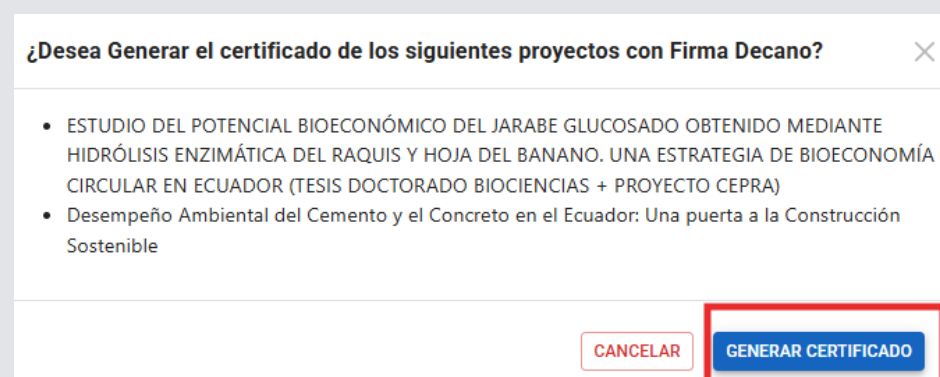 ¿Desea Generar el certificado de los siguientes proyectos con Firma Decano?
ESTUDIO DEL POTENCIAL BIOECONÓMICO DEL JARABE GLUCOSADO OBTENIDO MEDIANTE
HIDRÓLISIS ENZIMÁTICA DEL RAQUIS Y HOJA DEL BANANO. UNA ESTRATEGIA DE BIOECONOMÍA
CIRCULAR EN ECUADOR (TESIS DOCTORADO BIOCIENCIAS + PROYECTO CEPRA)
Desempeño Ambiental del Cemento y el Concreto en el Ecuador: Una puerta a la Construcción
Sostenible
CANCELAR
GENERAR CERTIFICADO